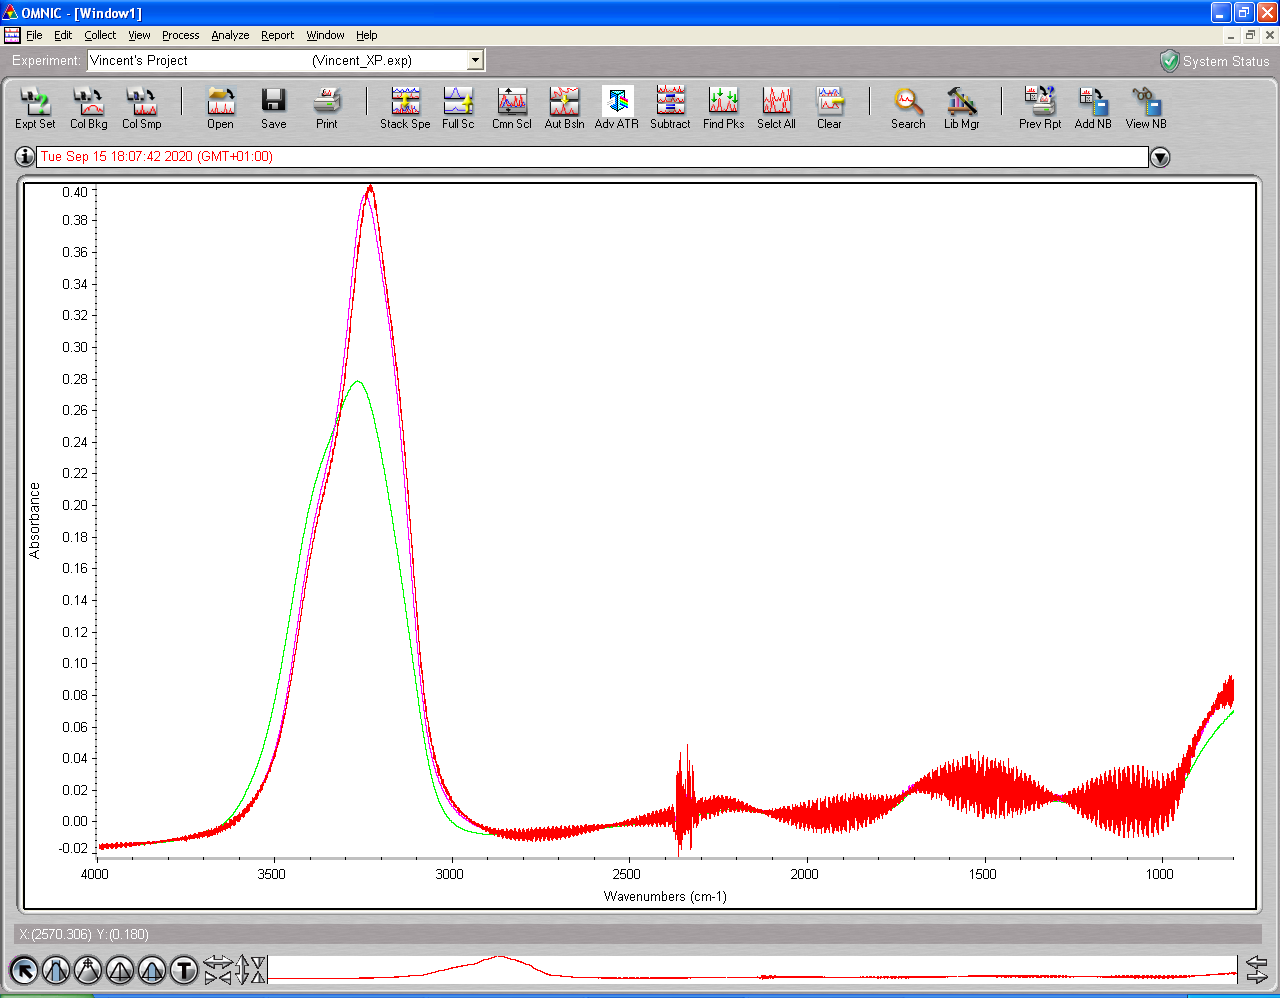 OMNIC - [Window1]
File Edit Collect View Process Analyze Report Window Help
Experiment: Vincent's Project (Vincent_XP.exp) System Status
Expt Set Col Bkg Col Smp Open Save Print Stack Spe Full Sc Cmn Scl Aut Bsln Adv ATR Subtract Find Pks Selct All Clear Search Lib Mgr Prev Rpt Add NB View NB
Tue Sep 15 18:07:42 2020 (GMT+01:00)
0.40
0.38
0.36
0.34
0.32
0.30
0.28
0.26
0.24
0.22
0.20
0.18
0.16
0.14
0.12
0.10
0.08
0.06
0.04
0.02
0.00
-0.02
Absorbance
4000 3500 3000 2500 2000 1500 1000
Wavenumbers (cm-1)
X:(2570.306) Y:(0.180)
T